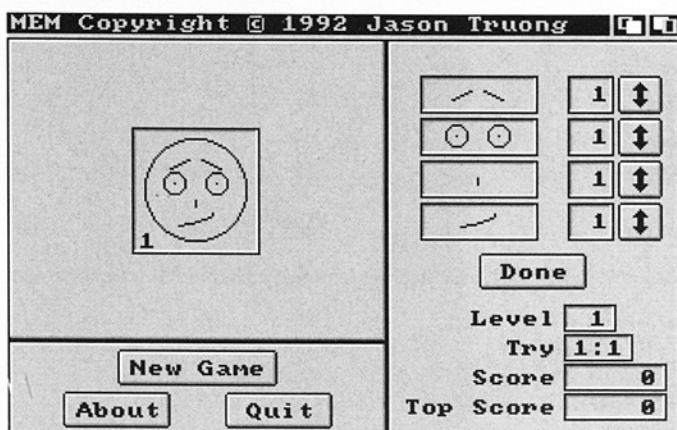 MEM Copyright © 1992 Jason Truong
1
New Game
About Quit
1
1
1
1
Done
Level 1
Try 1:1
Score 0
Top Score 0